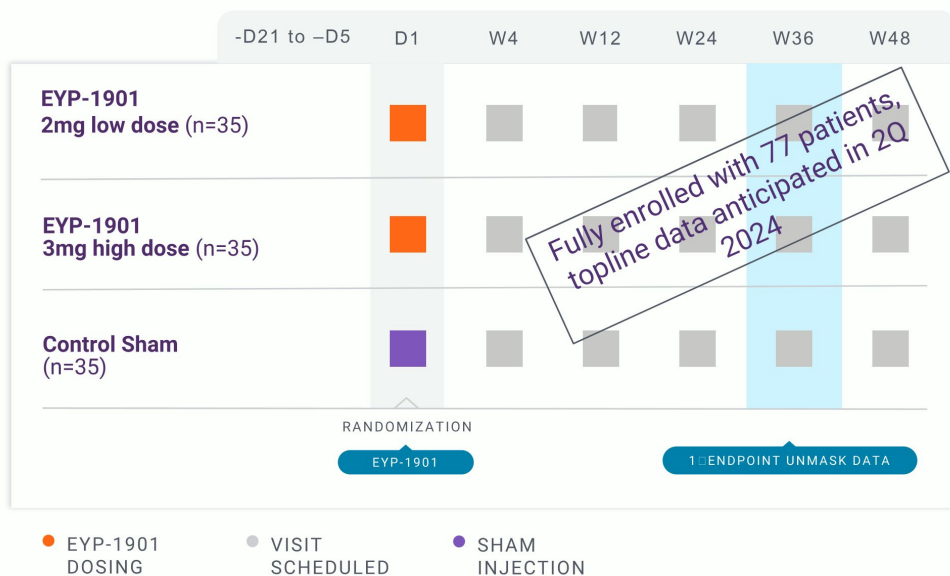 -D21 to –D5 D1 W4 W12 W24 W36 W48
EYP-1901
2mg low dose (n=35)
EYP-1901
3mg high dose (n=35)
Control Sham
(n=35)
Fully enrolled with 77 patients,
topline data anticipated in 2Q
2024
RANDOMIZATION
EYP-1901
1□ENDPOINT UNMASK DATA
EYP-1901
DOSING
VISIT
SCHEDULED
SHAM
INJECTION